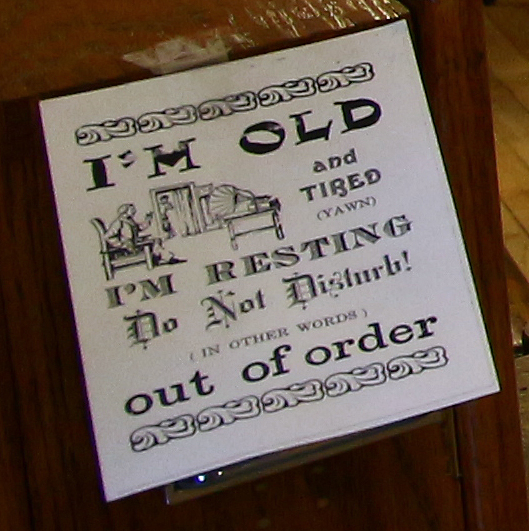 I'M OLD
and
TIRED
(YAWN)
I'M RESTING
Do Not Disturb!
( IN OTHER WORDS )
out of order